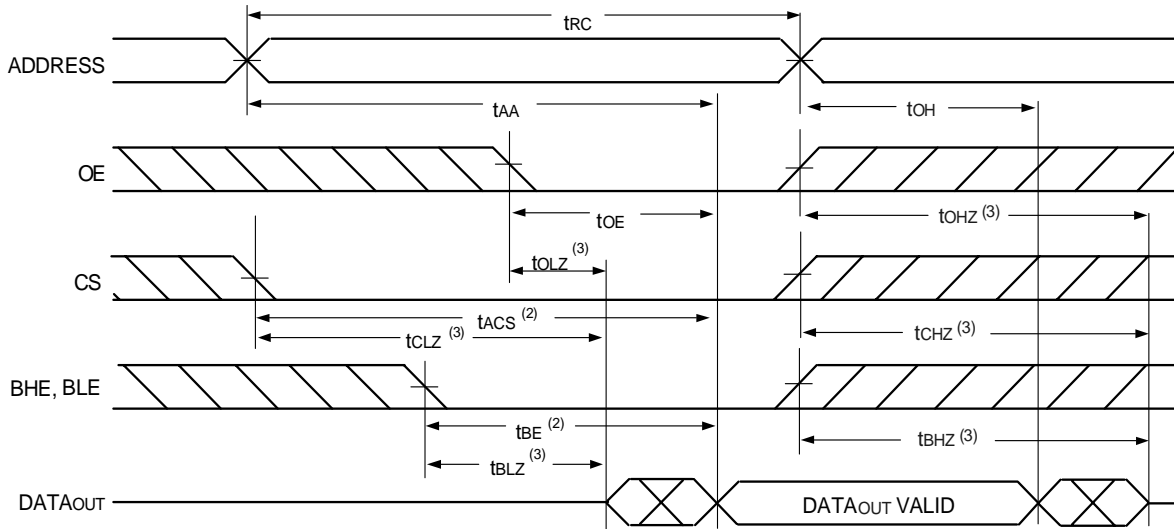 tRC
ADDRESS
tAA
tOH
OE
tOE
tOHZ (3)
tOLZ (3)
CS
tACS (2)
tCLZ (3)
tCHZ (3)
BHE, BLE
tBE (2)
tBHZ (3)
tBLZ (3)
DATAOUT
DATAOUT VALID